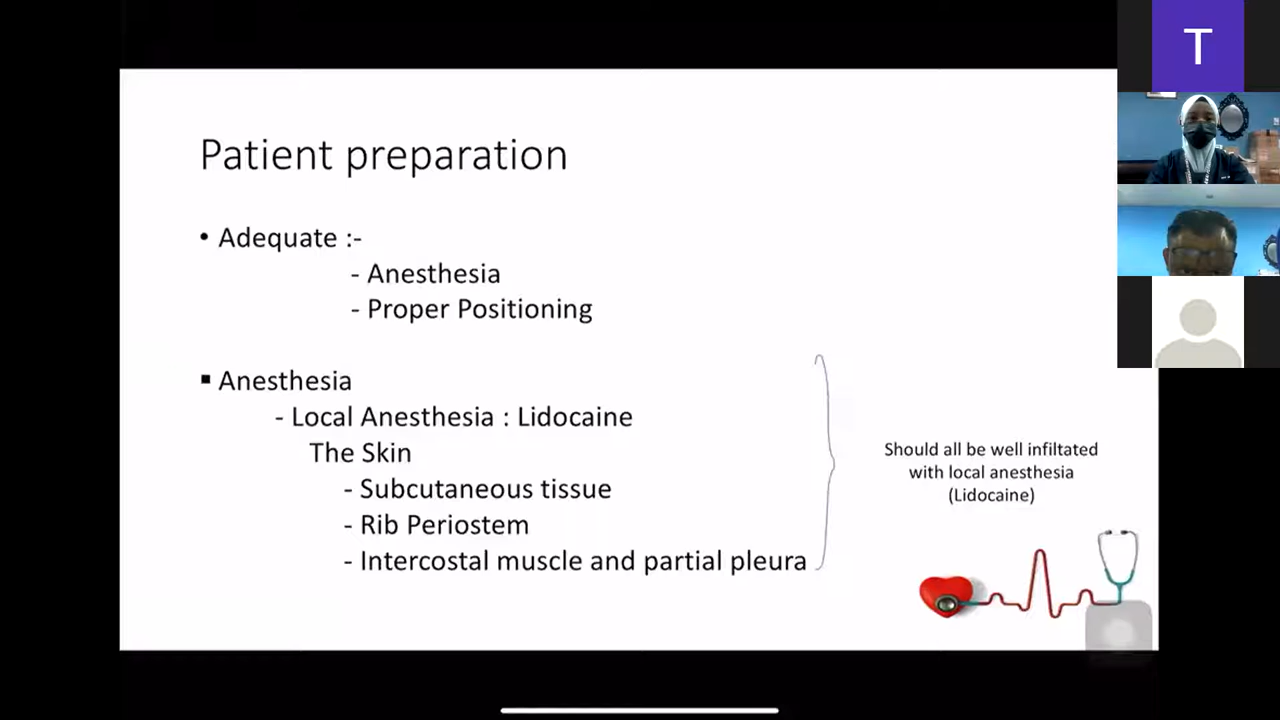 Patient preparation
• Adequate :-
- Anesthesia
- Proper Positioning
▪ Anesthesia
- Local Anesthesia : Lidocaine
The Skin
- Subcutaneous tissue
- Rib Periostem
- Intercostal muscle and partial pleura
Should all be well infiltated
with local anesthesia
(Lidocaine)
T